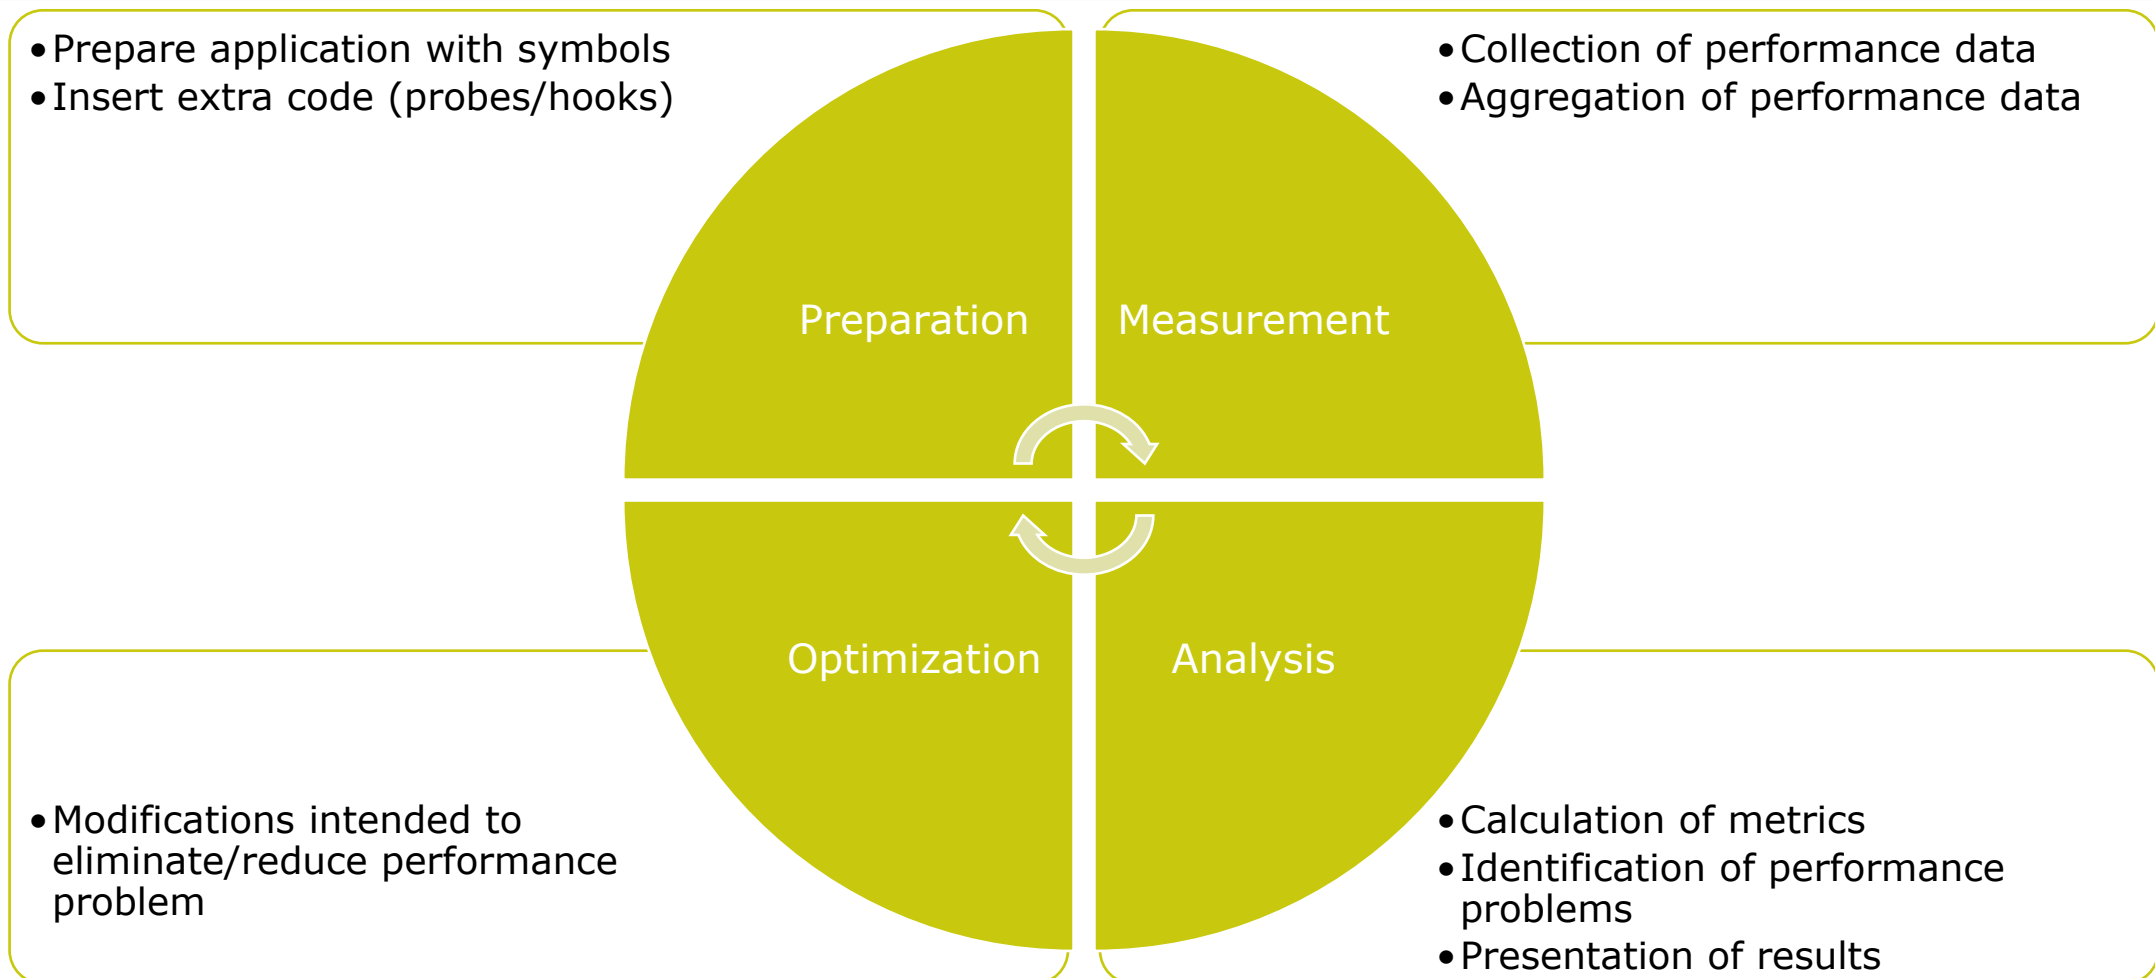 •Prepare application with symbols
•Insert extra code (probes/hooks)
•Collection of performance data
•Aggregation of performance data
Preparation
Measurement
Optimization
Analysis
•Modifications intended to
eliminate/reduce performance
problem
•Calculation of metrics
•Identification of performance
problems
•Presentation of results